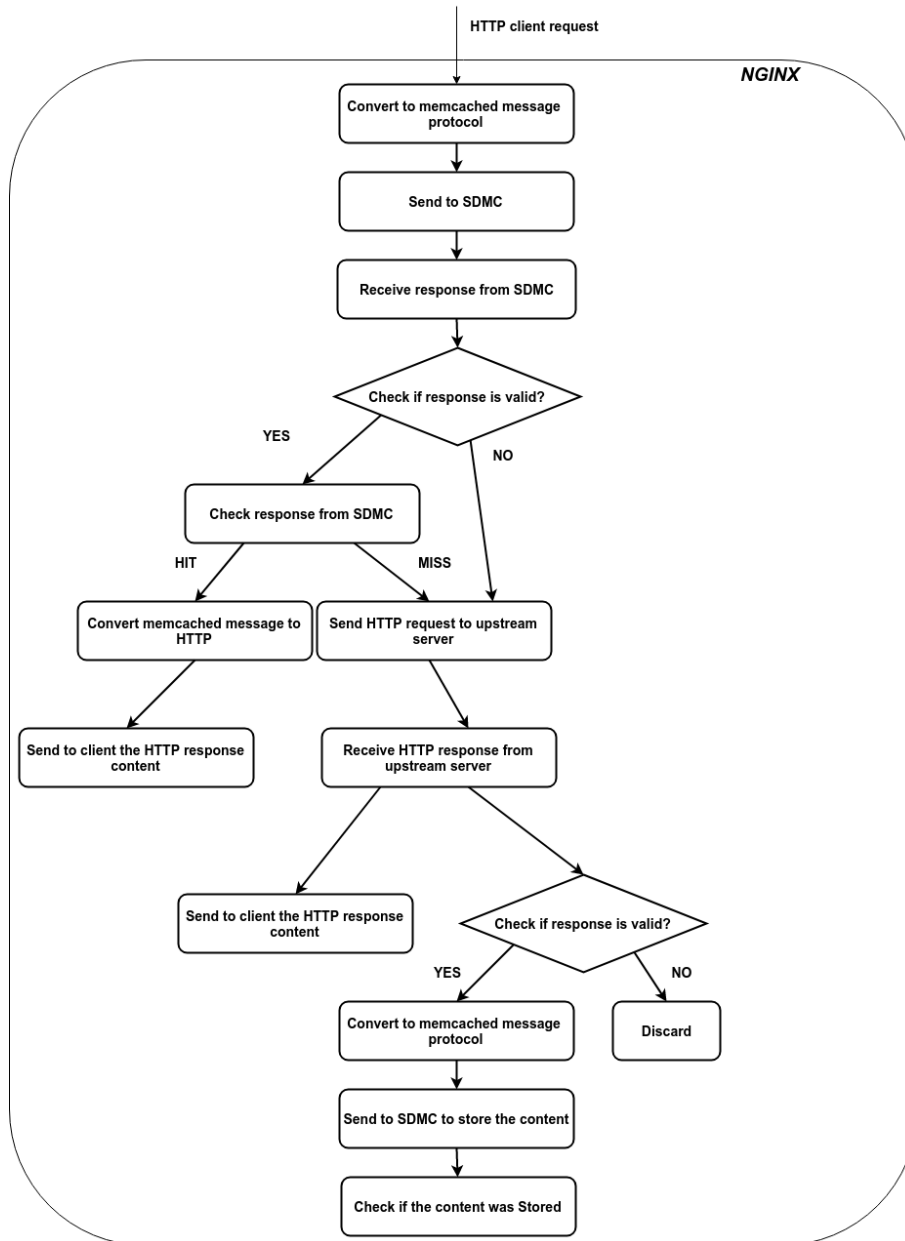 HTTP client request
NGINX
Convert to memcached message
protocol
Send to SDMC
Receive response from SDMC
Check if response is valid?
YES
NO
Check response from SDMC
HIT
MISS
Convert memcached message to
HTTP
Send HTTP request to upstream
server
Send to client the HTTP response
content
Receive HTTP response from
upstream server
Send to client the HTTP response
content
Check if response is valid?
YES
NO
Convert to memcached message
protocol
Discard
Send to SDMC to store the content
Check if the content was Stored